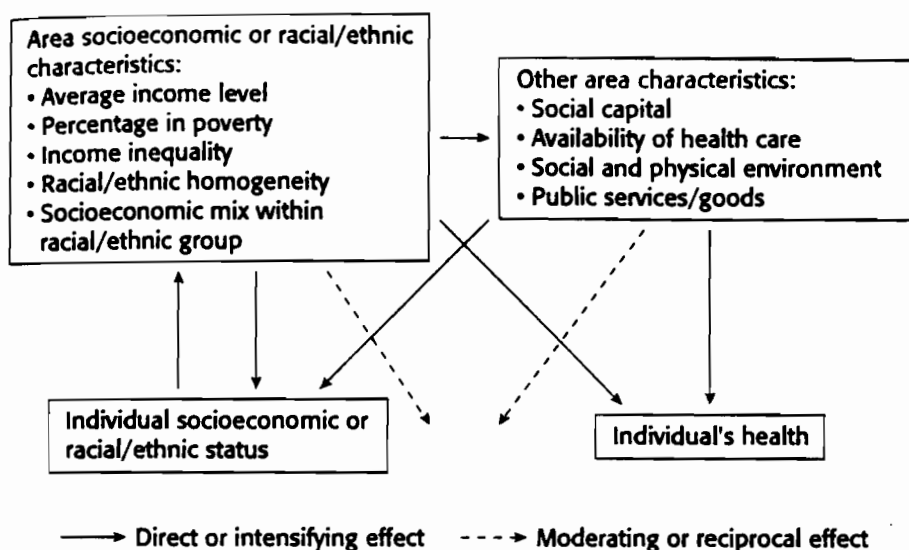 Area socioeconomic or racial/ethnic
characteristics:
• Average income level
• Percentage in poverty
• Income inequality
• Racial/ethnic homogeneity
• Socioeconomic mix within
racial/ethnic group
Other area characteristics:
• Social capital
• Availability of health care
• Social and physical environment
• Public services/goods
Individual socioeconomic or
racial/ethnic status
Individual's health
Direct or intensifying effect
Moderating or reciprocal effect